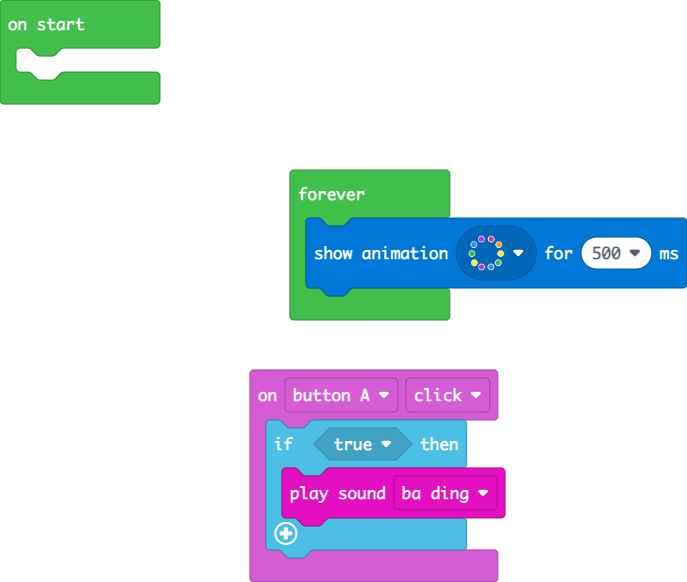 on start
forever
show animation for 500 ms
on button A click
if true then
play sound ba ding